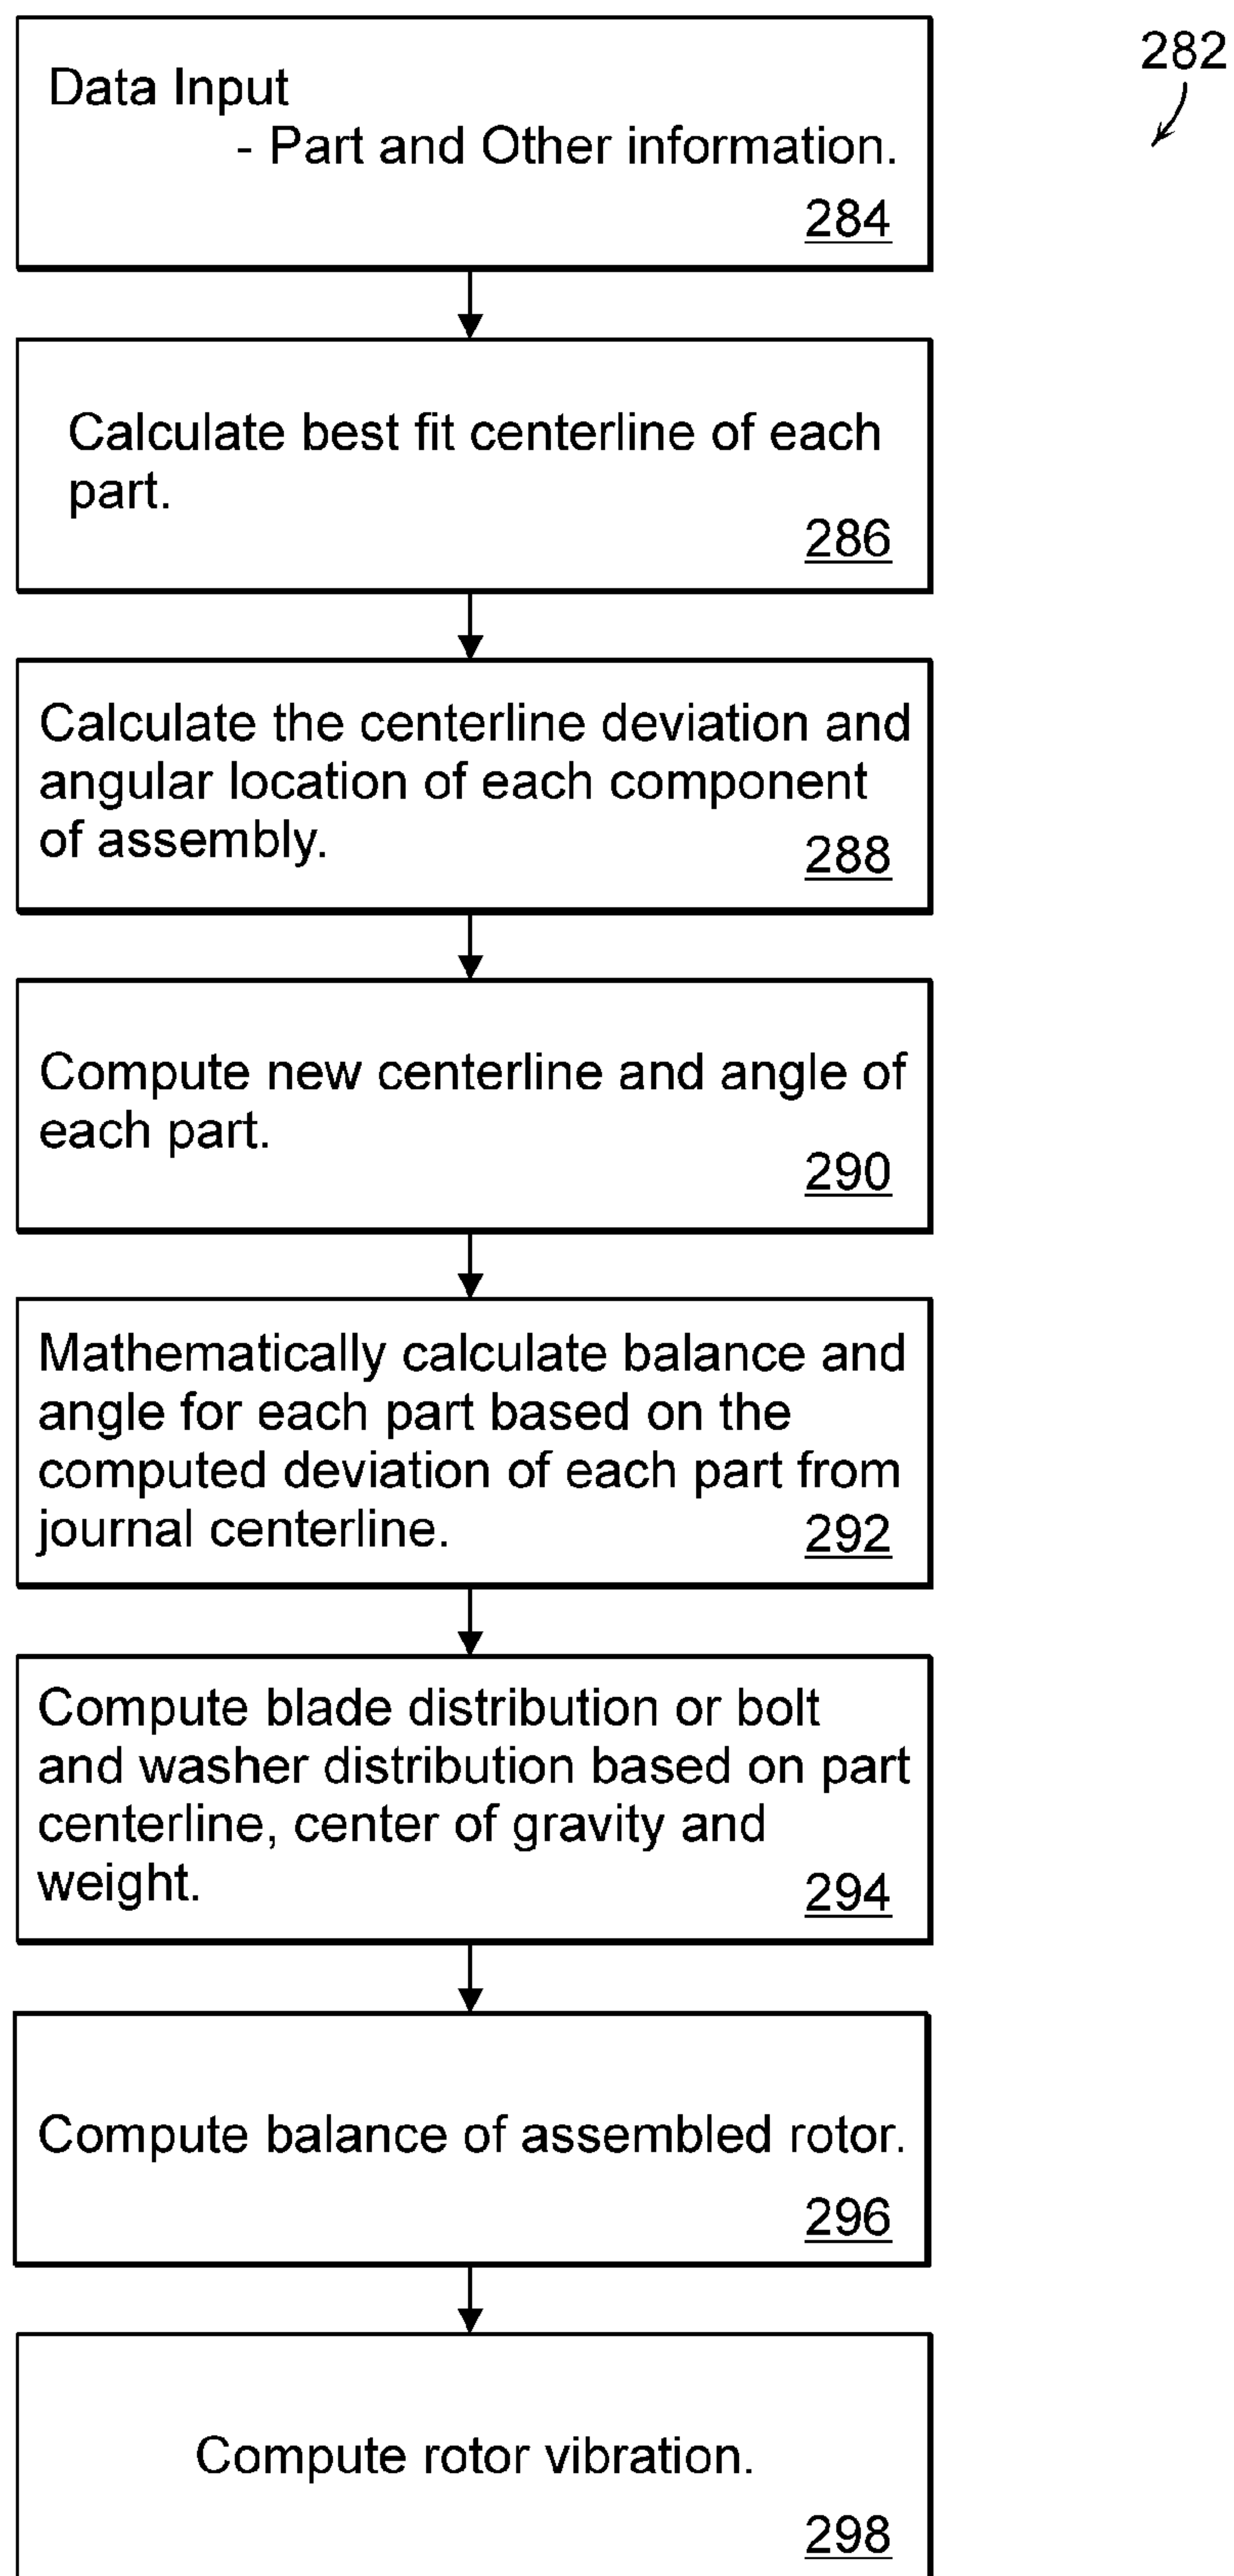 282
Data Input
- Part and Other information.
284
Calculate best fit centerline of each
part.
286
Calculate the centerline deviation and
angular location of each component
of assembly.
288
Compute new centerline and angle of
each part.
290
Mathematically calculate balance and
angle for each part based on the
computed deviation of each part from
journal centerline.
292
Compute blade distribution or bolt
and washer distribution based on part
centerline, center of gravity and
weight.
294
Compute balance of assembled rotor.
296
Compute rotor vibration.
298